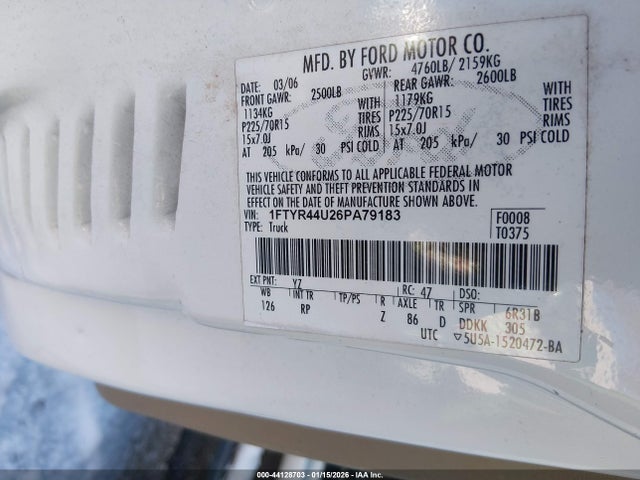 MFD. BY FORD MOTOR CO.
DATE: 03/06 GVWR: 4760LB/ 2159KG
FRONT GAWR: 2500LB REAR GAWR: 2600LB
1134KG WITH 1179KG WITH
P225/70R15 TIRES P225/70R15 TIRES
15x7.0J RIMS 15x7.0J RIMS
AT 205 kPa/ 30 PSI COLD AT 205 kPa/ 30 PSI COLD
Ford
THIS VEHICLE CONFORMS TO ALL APPLICABLE FEDERAL MOTOR
VEHICLE SAFETY AND THEFT PREVENTION STANDARDS IN
EFFECT ON THE DATE OF MANUFACTURE SHOWN ABOVE.
VIN: 1FTYR44U26PA79183 F0008
TYPE: Truck T0375
EXT PNT: YZ RC: 47 DSO:
WB INT TR TP/PS R AXLE TR SPR 6R31B
126 RP Z 86 D DDKK 305
UTC ▽5U5A-1520472-BA
000-44128703 - 01/15/2026 - IAA Inc.